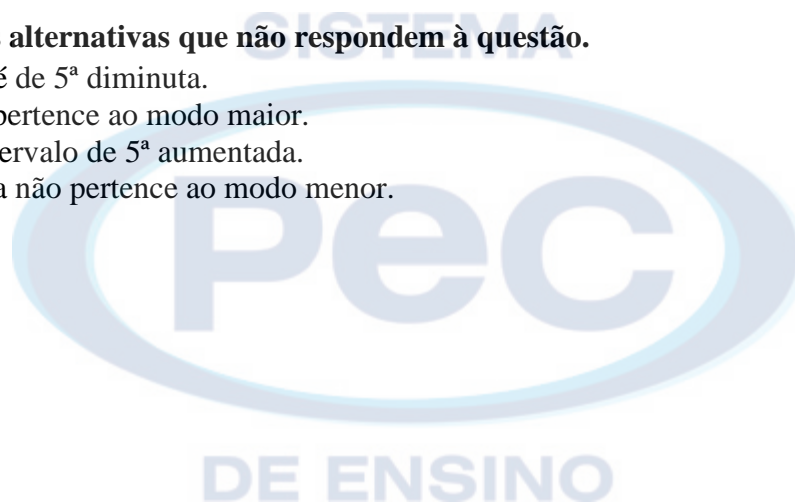 SISTEMA
alternativas que não respondem à questão.
é de 5ª diminuta.
pertence ao modo maior.
ervalo de 5ª aumentada.
a não pertence ao modo menor.
Pec
DE ENSINO